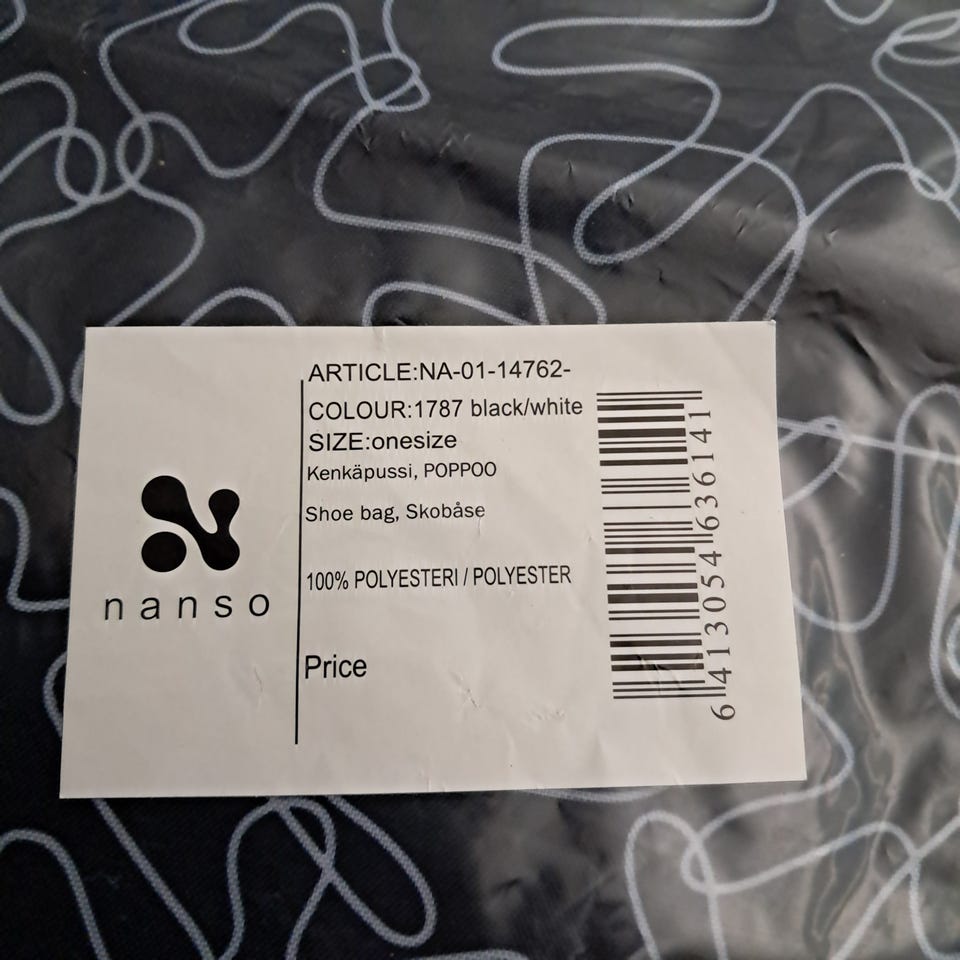 nanso
ARTICLE:NA-01-14762-
COLOUR:1787 black/white
SIZE:onesize
Kenkäpussi, POPPOO
Shoe bag, Skobåse
100% POLYESTERI / POLYESTER
Price
6 413054 636141